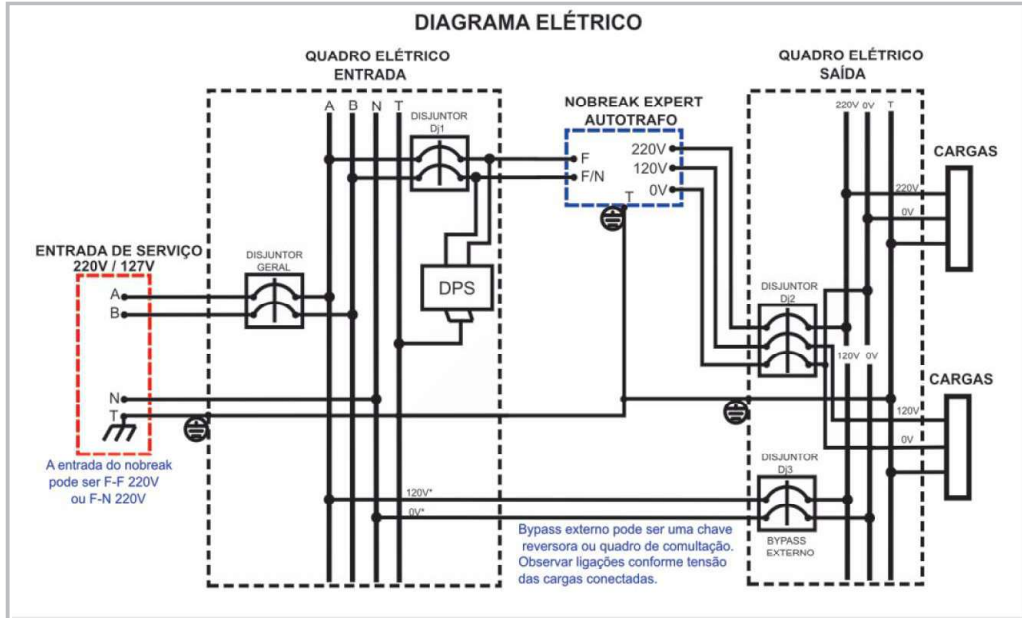 DIAGRAMA ELÉTRICO
QUADRO ELÉTRICO
ENTRADA
A B N T
DISJUNTOR
Dj1
NOBREAK EXPERT
AUTOTRAFO
F
F/N
220V
120V
0V
T
QUADRO ELÉTRICO
SAÍDA
220V 0V T
CARGAS
220V
0V
ENTRADA DE SERVIÇO
220V / 127V
A
B
N
T
DISJUNTOR
GERAL
DPS
DISJUNTOR
Dj2
120V 0V
CARGAS
120V
0V
A entrada do nobreak
pode ser F-F 220V
ou F-N 220V
120V*
0V*
DISJUNTOR
Dj3
BYPASS
EXTERNO
Bypass externo pode ser uma chave
reversora ou quadro de comultação.
Observar ligações conforme tensão
das cargas conectadas.